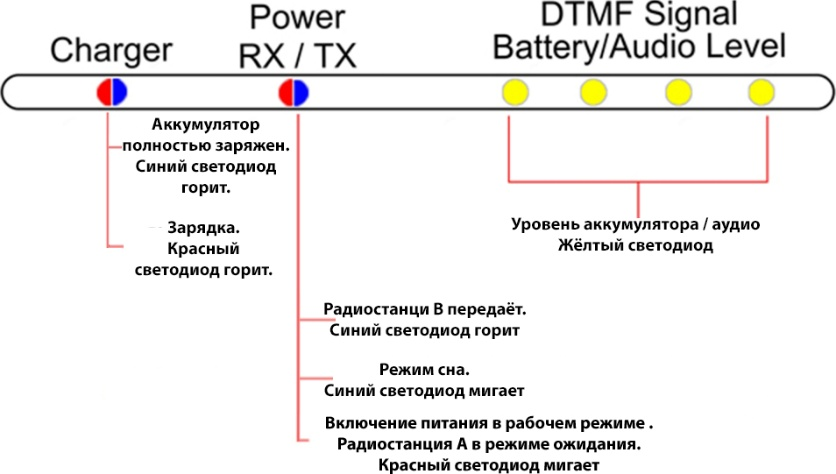 Charger
Power
RX / TX
DTMF Signal
Battery/Audio Level
Аккумулятор
полностью заряжен.
Синий светодиод
горит.
Зарядка.
Красный
светодиод горит.
Уровень аккумулятора / аудио
Жёлтый светодиод
Радиостанци В передаёт.
Синий светодиод горит
Режим сна.
Синий светодиод мигает
Включение питания в рабочем режиме .
Радиостанция А в режиме ожидания.
Красный светодиод мигает